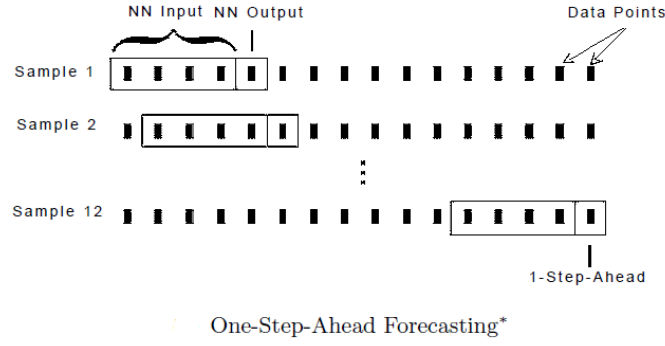 NN Input NN Output Data Points
Sample 1
Sample 2
Sample 12
1-Step-Ahead
One-Step-Ahead Forecasting*